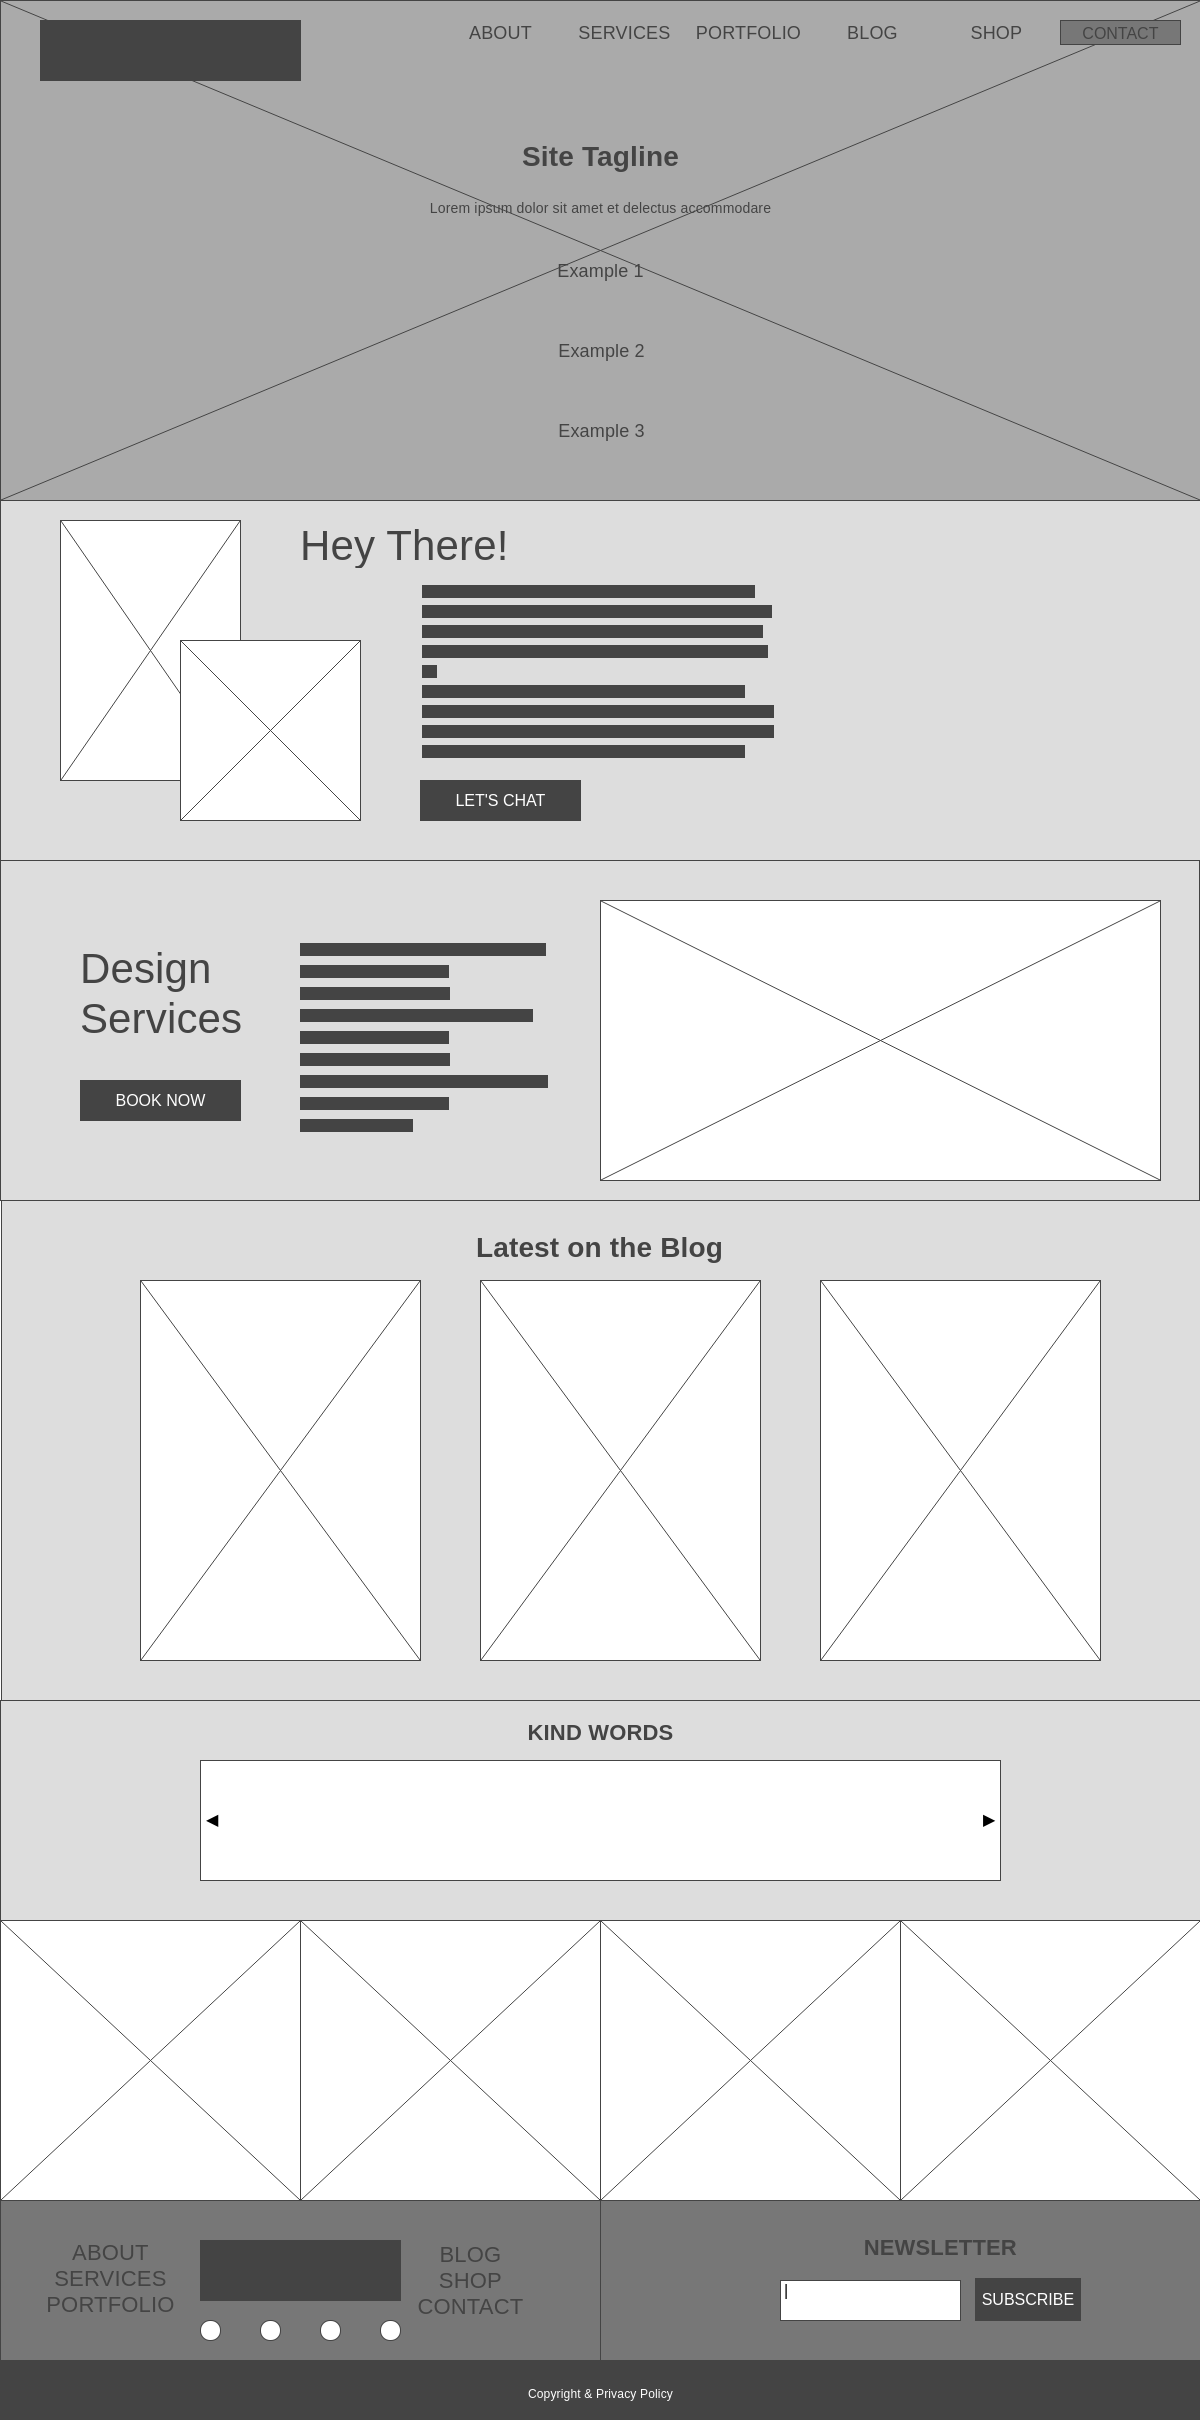 ABOUT SERVICES PORTFOLIO BLOG SHOP CONTACT
Site Tagline
Lorem ipsum dolor sit amet et delectus accommodare
Example 1
Example 2
Example 3
Hey There!
LET'S CHAT
Design
Services
BOOK NOW
Latest on the Blog
KIND WORDS
ABOUT
SERVICES
PORTFOLIO
BLOG
SHOP
CONTACT
NEWSLETTER
SUBSCRIBE
Copyright & Privacy Policy